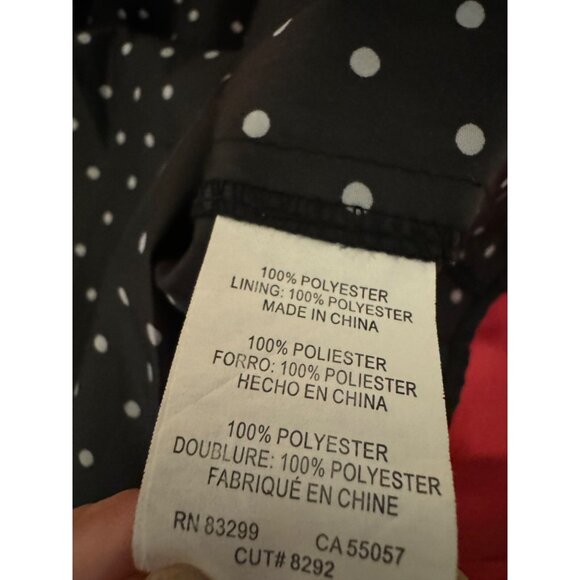 100% POLYESTER
LINING: 100% POLYESTER
MADE IN CHINA
100% POLIESTER
FORRO: 100% POLIESTER
HECHO EN CHINA
100% POLYESTER
DOUBLURE: 100% POLYESTER
FABRIQUÉ EN CHINE
RN 83299 CA 55057
CUT# 8292